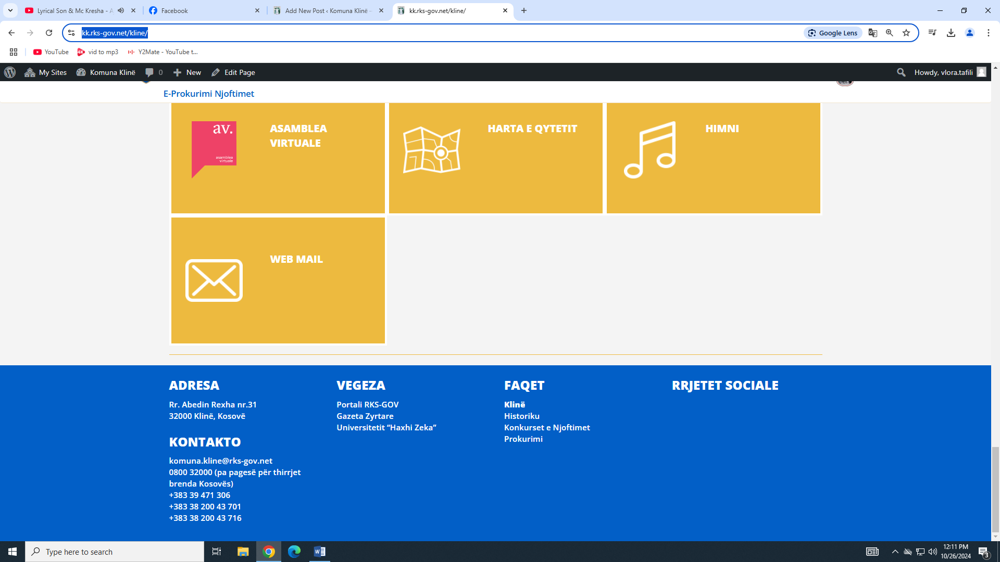 Lyrical Son & Mc Kresha - A
Facebook
Add New Post ‹ Komuna Klinë –
kk.rks-gov.net/kline/
kk.rks-gov.net/kline/
Google Lens
YouTube
vid to mp3
Y2Mate - YouTube t...
My Sites
Komuna Klinë
0
New
Edit Page
Howdy, vlora.tafili
E-Prokurimi Njoftimet
av.
asamblea
virtuale
ASAMBLEA
VIRTUALE
HARTA E QYTETIT
HIMNI
WEB MAIL
ADRESA
Rr. Abedin Rexha nr.31
32000 Klinë, Kosovë
KONTAKTO
komuna.kline@rks-gov.net
0800 32000 (pa pagesë për thirrjet
brenda Kosovës)
+383 39 471 306
+383 38 200 43 701
+383 38 200 43 716
VEGEZA
Portali RKS-GOV
Gazeta Zyrtare
Universitetit “Haxhi Zeka”
FAQET
Klinë
Historiku
Konkurset e Njoftimet
Prokurimi
RRJETET SOCIALE
Type here to search
12:11 PM
10/26/2024
3